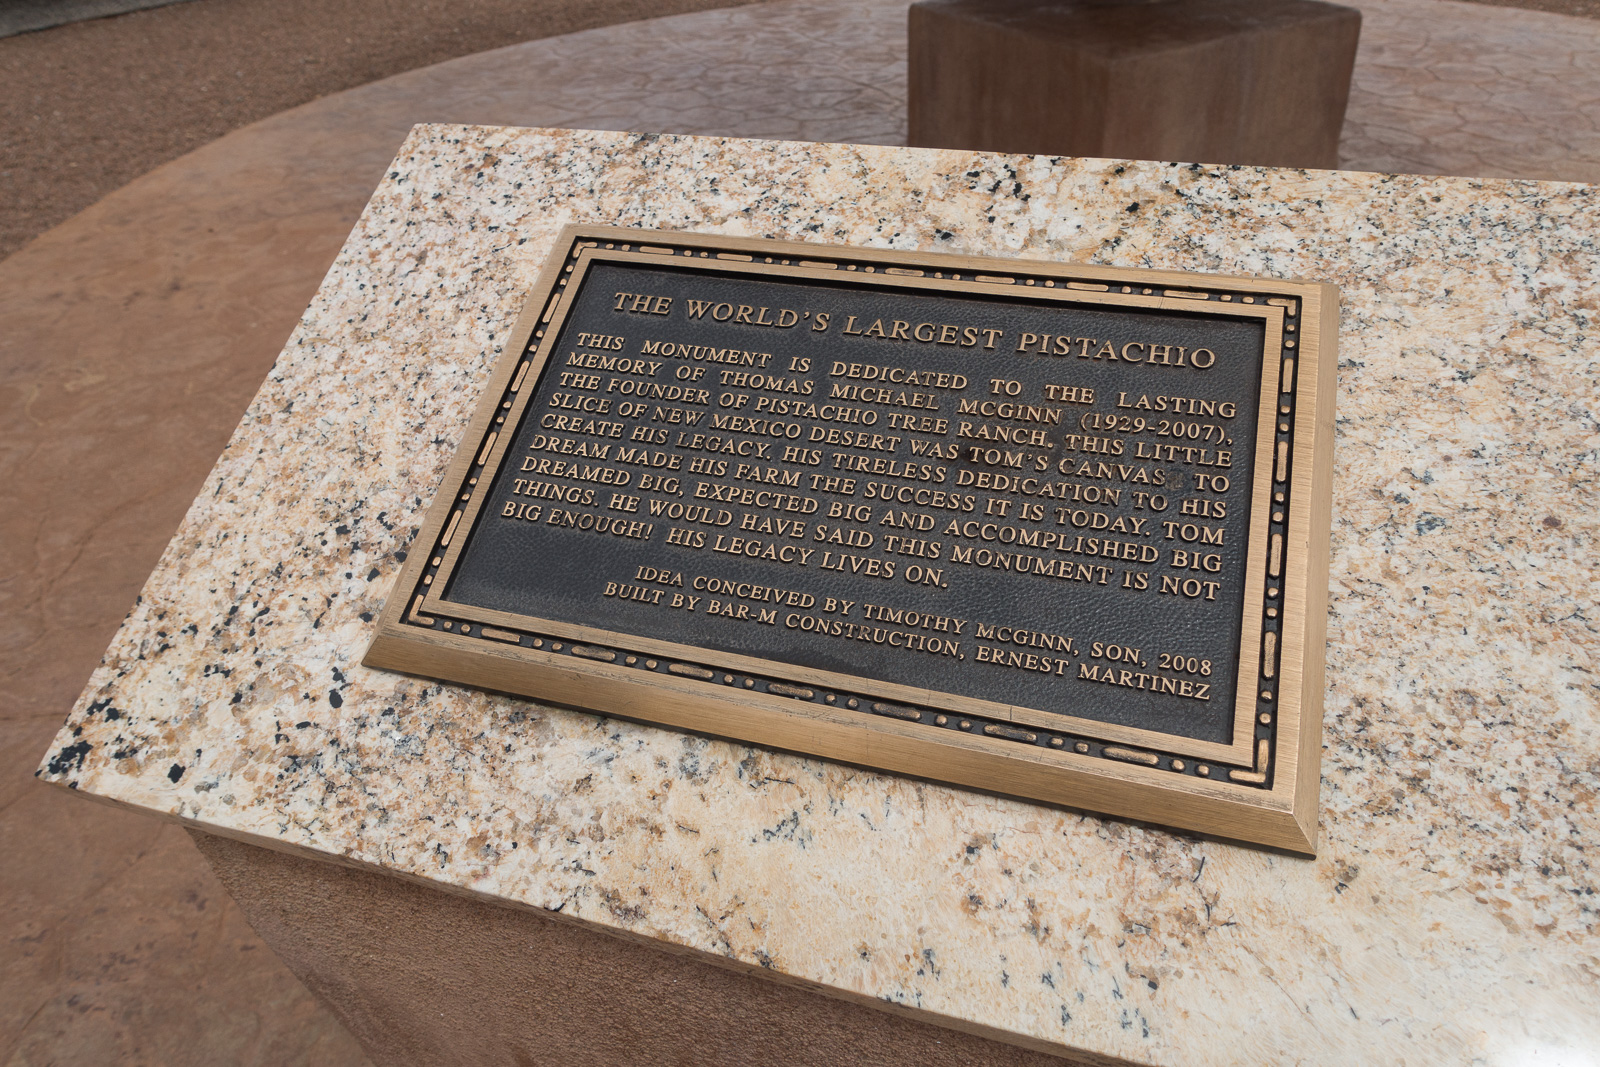 THE WORLD'S LARGEST PISTACHIO
THIS MONUMENT IS DEDICATED TO THE LASTING
MEMORY OF THOMAS MICHAEL MCGINN (1929-2007),
THE FOUNDER OF PISTACHIO TREE RANCH. THIS LITTLE
SLICE OF NEW MEXICO DESERT WAS TOM'S CANVAS TO
CREATE HIS LEGACY. HIS TIRELESS DEDICATION TO HIS
DREAM MADE HIS FARM THE SUCCESS IT IS TODAY. TOM
DREAMED BIG, EXPECTED BIG AND ACCOMPLISHED BIG
THINGS. HE WOULD HAVE SAID THIS MONUMENT IS NOT
BIG ENOUGH! HIS LEGACY LIVES ON.
IDEA CONCEIVED BY TIMOTHY MCGINN, SON, 2008
BUILT BY BAR-M CONSTRUCTION, ERNEST MARTINEZ